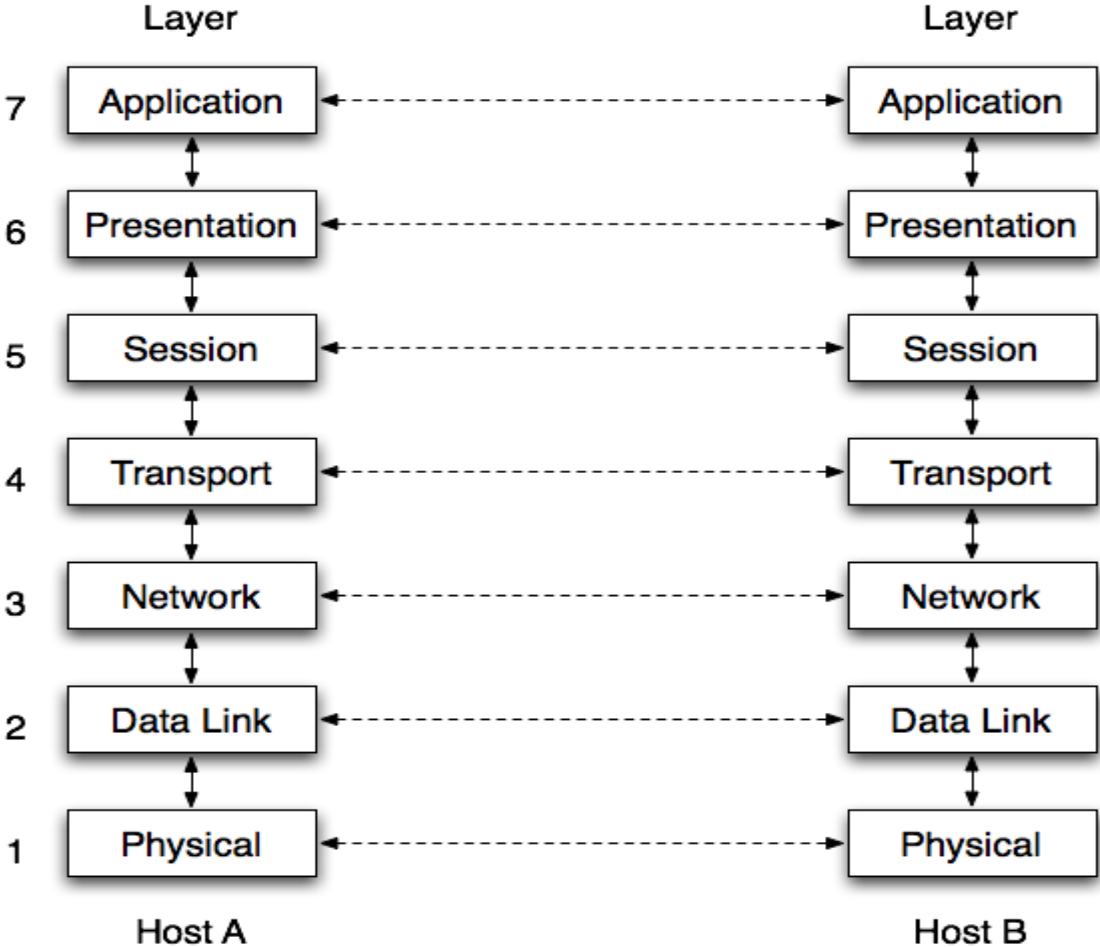 Layer Layer
7 Application Application
6 Presentation Presentation
5 Session Session
4 Transport Transport
3 Network Network
2 Data Link Data Link
1 Physical Physical
Host A Host B